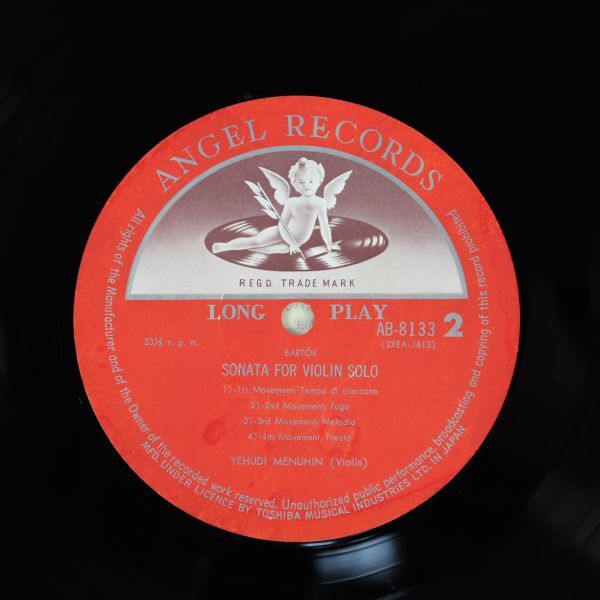 ANGEL RECORDS
REGD. TRADE MARK
LONG PLAY
33⅓ r. p. m.
AB-8133 2
(2XEA-1613)
BARTÓK
SONATA FOR VIOLIN SOLO
1)-1st Movement: Tempo di ciaccona
2)-2nd Movement: Fuga
3)-3rd Movement: Melodia
4)-4th Movement: Presto
YEHUDI MENUHIN (Violin)
All rights of the Manufacturer and of the Owner of the recorded work reserved. Unauthorized public performance, broadcasting and copying of this record prohibited
MFD. UNDER LICENCE BY TOSHIBA MUSICAL INDUSTRIES LTD. IN JAPAN